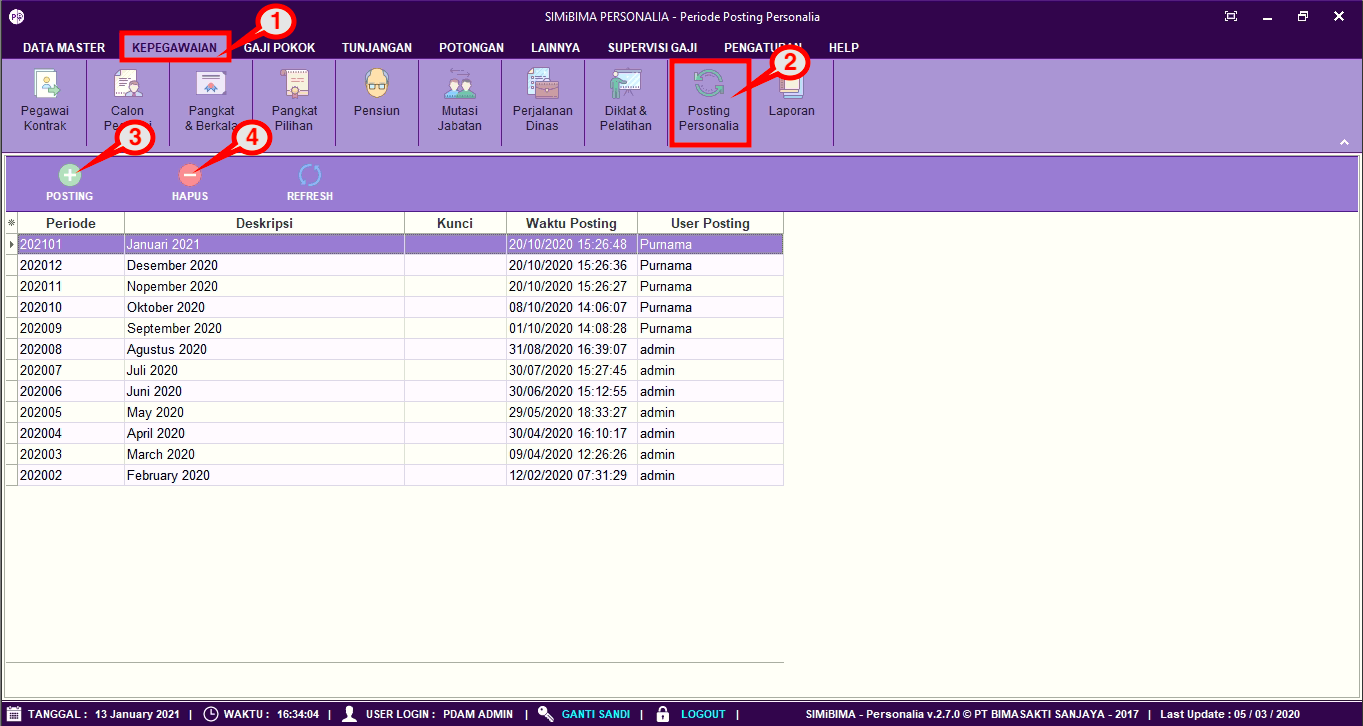 SIMiBIMA PERSONALIA - Periode Posting Personalia
DATA MASTER KEPEGAWAIAN GAJI POKOK TUNJANGAN POTONGAN LAINNYA SUPERVISI GAJI PENGATURAN HELP
1
2
Pegawai Kontrak
Calon
Pangkat & Berkala
Pangkat Pilihan
Pensiun
Mutasi Jabatan
Perjalanan Dinas
Diklat & Pelatihan
Posting Personalia
Laporan
3
4
POSTING HAPUS REFRESH
Periode Deskripsi Kunci Waktu Posting User Posting
202101 Januari 2021 20/10/2020 15:26:48 Purnama
202012 Desember 2020 20/10/2020 15:26:36 Purnama
202011 Nopember 2020 20/10/2020 15:26:27 Purnama
202010 Oktober 2020 08/10/2020 14:06:07 Purnama
202009 September 2020 01/10/2020 14:08:28 Purnama
202008 Agustus 2020 31/08/2020 16:39:07 admin
202007 Juli 2020 30/07/2020 15:27:45 admin
202006 Juni 2020 30/06/2020 15:12:55 admin
202005 May 2020 29/05/2020 18:33:27 admin
202004 April 2020 30/04/2020 16:10:17 admin
202003 March 2020 09/04/2020 12:26:26 admin
202002 February 2020 12/02/2020 07:31:29 admin
TANGGAL : 13 January 2021 | WAKTU : 16:34:04 | USER LOGIN : PDAM ADMIN | GANTI SANDI | LOGOUT | SIMiBIMA - Personalia v.2.7.0 © PT BIMASAKTI SANJAYA - 2017 | Last Update : 05 / 03 / 2020